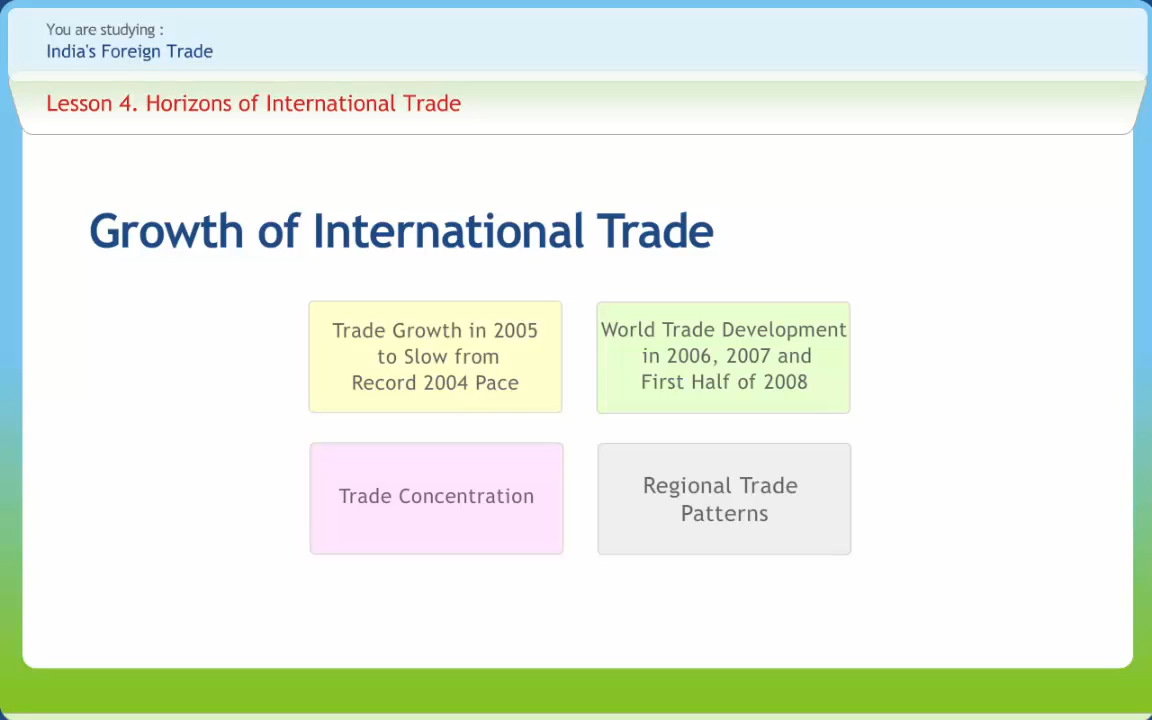 You are studying :
India's Foreign Trade
Lesson 4. Horizons of International Trade
Growth of International Trade
Trade Growth in 2005
to Slow from
Record 2004 Pace
World Trade Development
in 2006, 2007 and
First Half of 2008
Trade Concentration
Regional Trade
Patterns